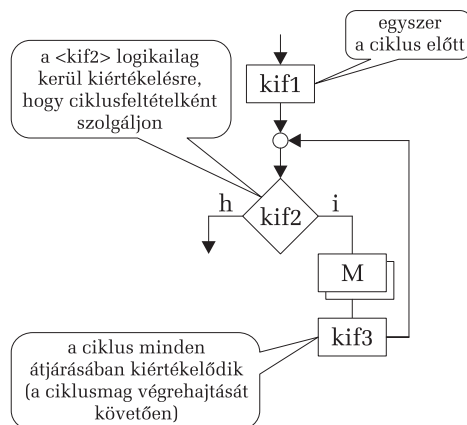 egyszer
a ciklus előtt
a <kif2> logikailag
kerül kiértékelésre,
hogy ciklusfeltételként
szolgáljon
kif1
h
kif2
i
M
kif3
a ciklus minden
átjárásában kiértékelődik
(a ciklusmag végrehajtását
követően)